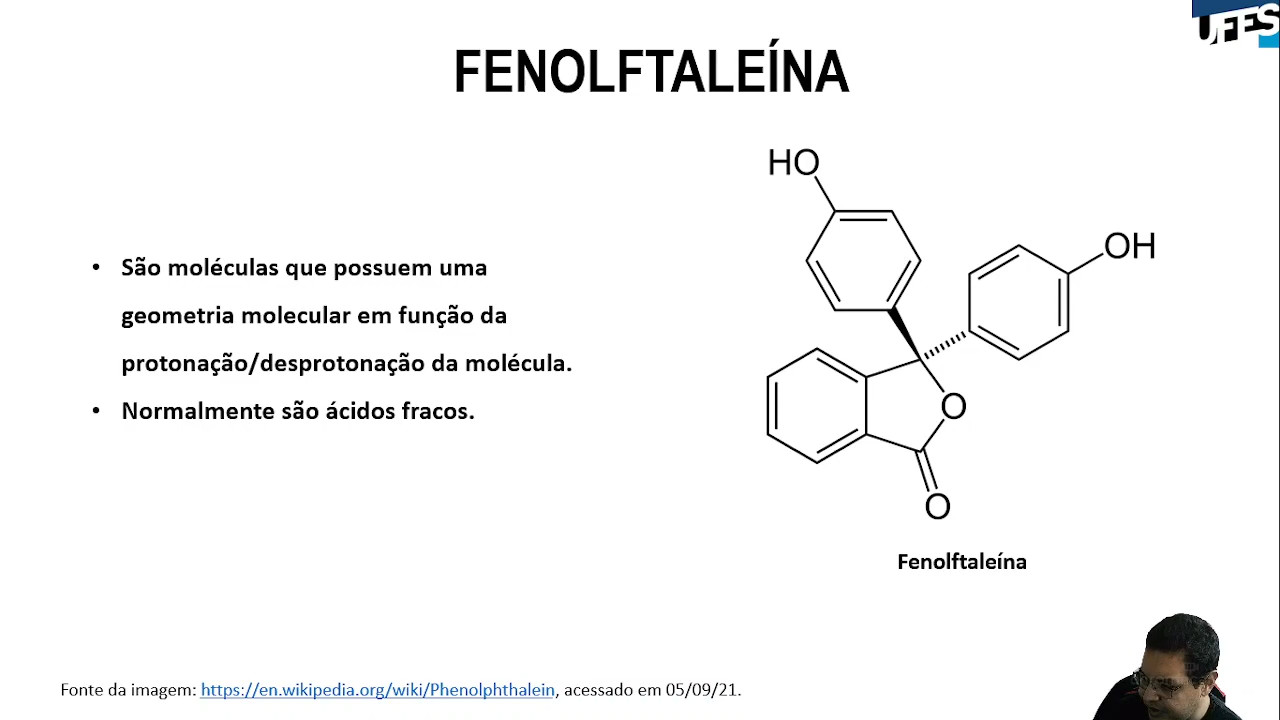 UFES
FENOLFTALEÍNA
HO
OH
• São moléculas que possuem uma
geometria molecular em função da
protonação/desprotonação da molécula.
• Normalmente são ácidos fracos.
O
O
Fenolftaleína
Fonte da imagem: https://en.wikipedia.org/wiki/Phenolphthalein, acessado em 05/09/21.